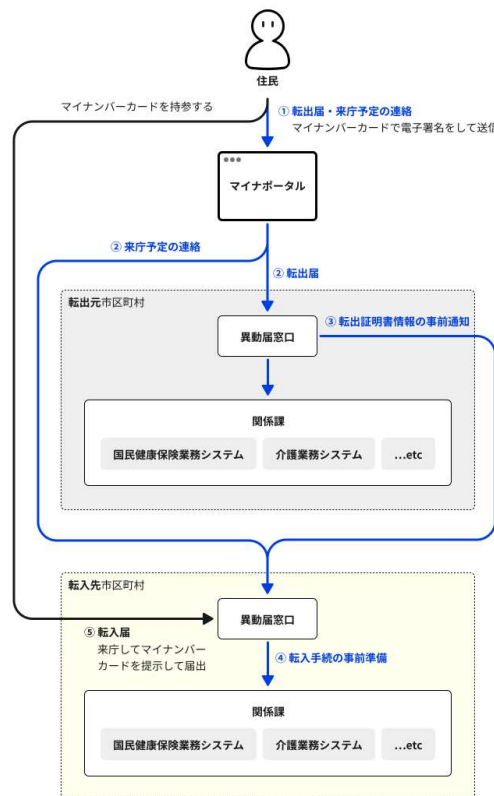 住民
マイナンバーカードを持参する
① 転出届・来庁予定の連絡
マイナンバーカードで電子署名をして送信
マイナポータル
② 来庁予定の連絡
② 転出届
転出元市区町村
異動届窓口
③ 転出証明書情報の事前通知
関係課
国民健康保険業務システム
介護業務システム
...etc
転入先市区町村
異動届窓口
⑤ 転入届
来庁してマイナンバー
カードを提示して届出
④ 転入手続の事前準備
関係課
国民健康保険業務システム
介護業務システム
...etc